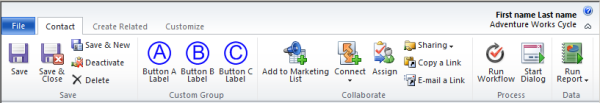 First name Last name
Adventure Works Cycle
File
Contact
Create Related
Customize
Save
Save &
Close
Save & New
Deactivate
Delete
Save
A
Button A
Label
B
Button B
Label
C
Button C
Label
Custom Group
Add to Marketing
List
Connect
Assign
Sharing
Copy a Link
E-mail a Link
Collaborate
Run
Workflow
Start
Dialog
Process
Run
Report
Data